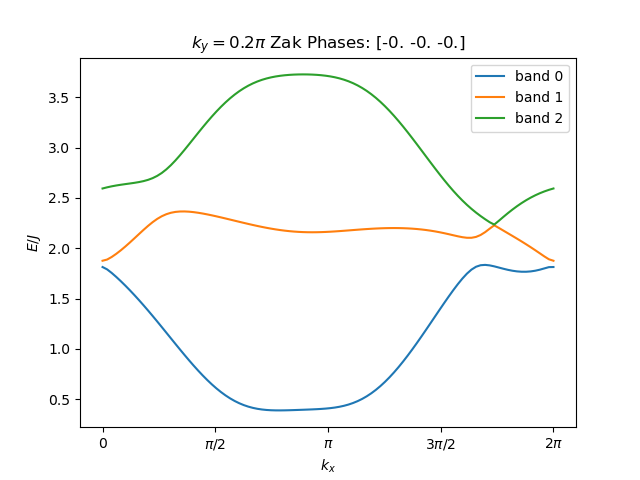 k_y = 0.2π Zak Phases: [-0. -0. -0.]
band 0
band 1
band 2
E/J
3.5
3.0
2.5
2.0
1.5
1.0
0.5
0 π/2 π 3π/2 2π
k_x